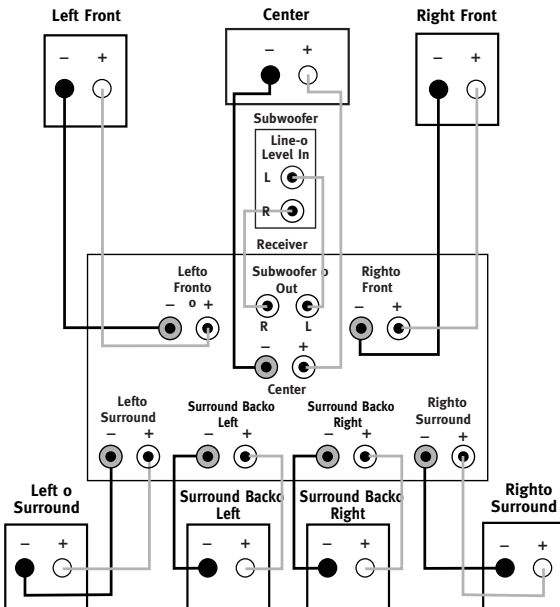 Left Front
Center
Right Front
– +
– +
– +
Subwoofer
Line-o
Level In
L
R
Receiver
Lefto
Fronto
o
– +
Subwoofer o
Out
R L
Righto
Front
– +
– +
Center
Lefto
Surround
– +
Surround Backo
Left
– +
Surround Backo
Right
– +
Righto
Surround
– +
Left o
Surround
– +
Surround Backo
Left
– +
Surround Backo
Right
– +
Righto
Surround
– +